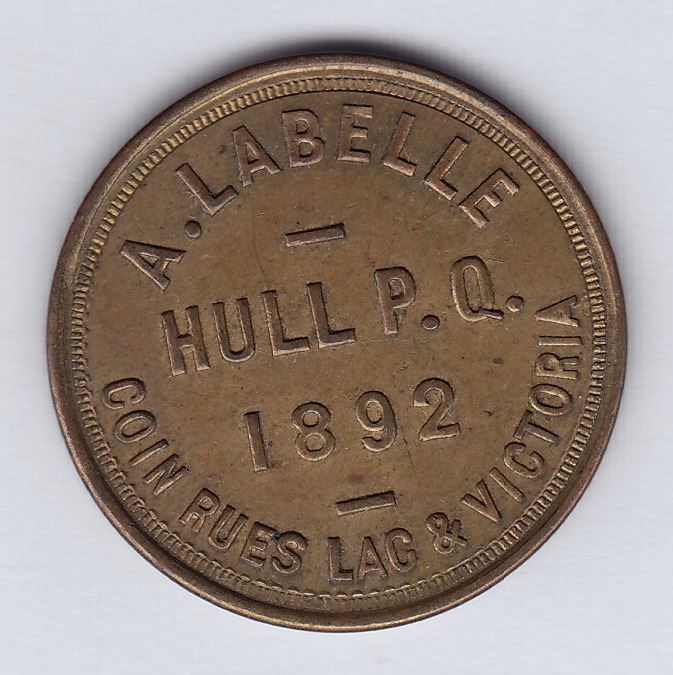 A. LABELLE
HULL P.Q.
1892
COIN RUES LAC & VICTORIA